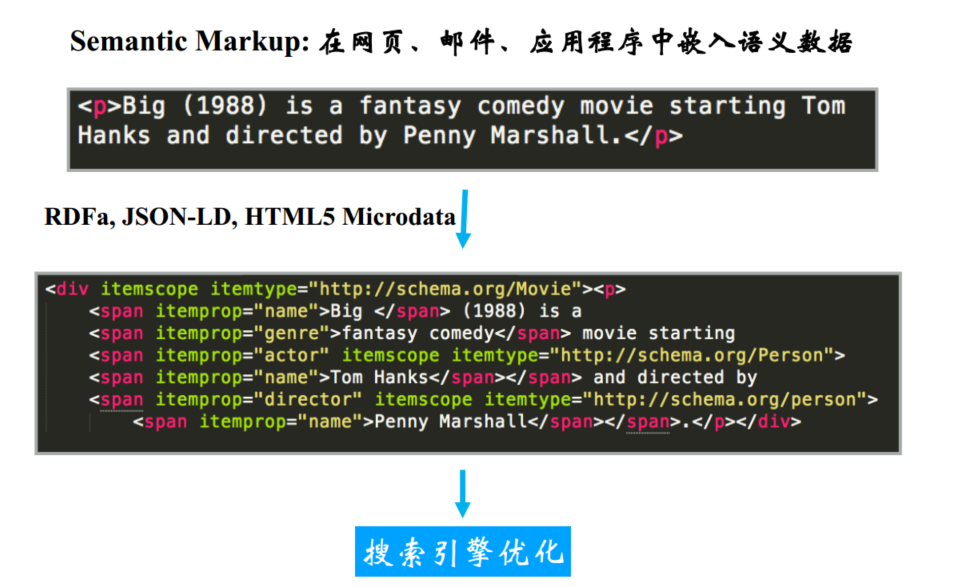 Semantic Markup: 在网页、邮件、应用程序中嵌入语义数据
<p>Big (1988) is a fantasy comedy movie starting Tom
Hanks and directed by Penny Marshall.</p>
RDFa, JSON-LD, HTML5 Microdata
<div itemscope itemtype="http://schema.org/Movie"><p>
<span itemprop="name">Big </span> (1988) is a
<span itemprop="genre">fantasy comedy</span> movie starting
<span itemprop="actor" itemscope itemtype="http://schema.org/Person">
<span itemprop="name">Tom Hanks</span></span> and directed by
<span itemprop="director" itemscope itemtype="http://schema.org/person">
<span itemprop="name">Penny Marshall</span></span>.</p></div>
搜索引擎优化